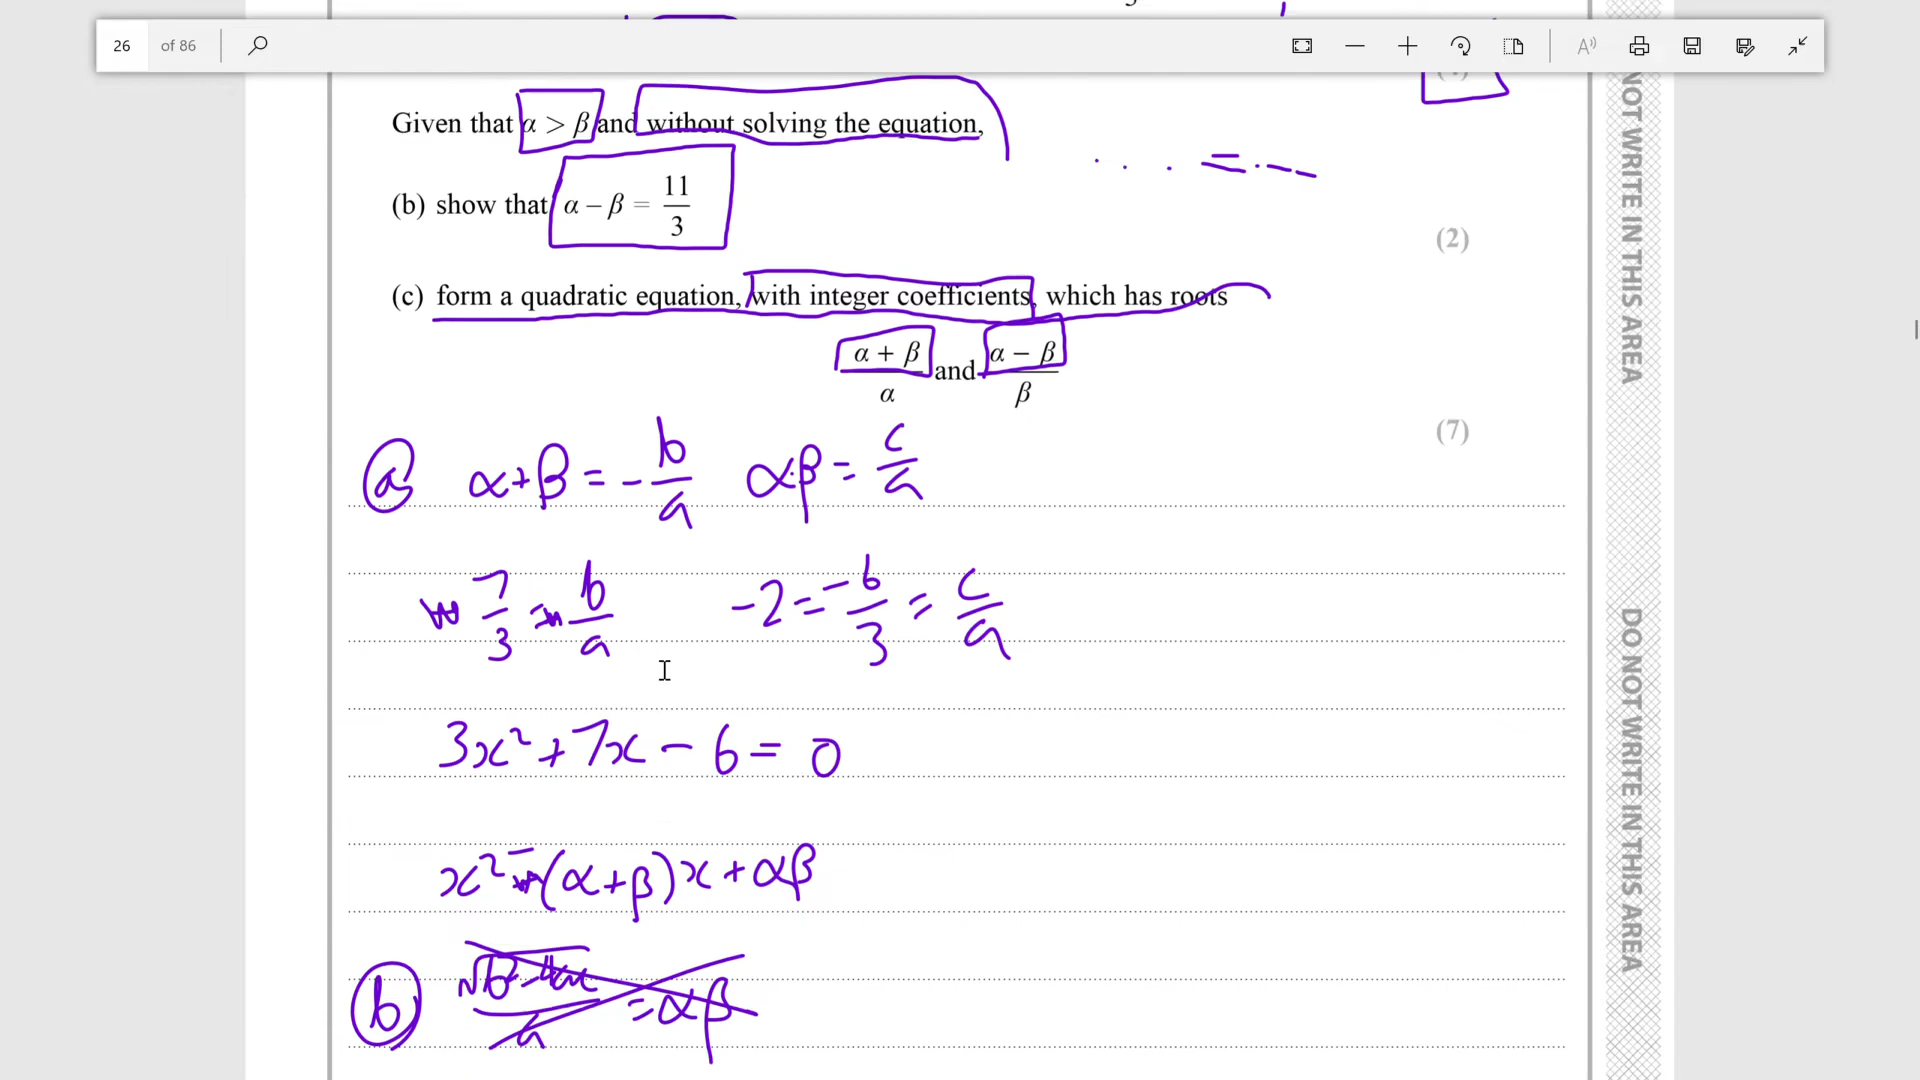 26 of 86
Given that α > β and without solving the equation,
(b) show that α – β = 11/3
(2)
(c) form a quadratic equation, with integer coefficients, which has roots
(α + β)/α and (α – β)/β
(7)
(a) α+β = -b/a αβ = c/a
7/3 = b/a -2 = -6/3 = c/a
3x² + 7x - 6 = 0
x² - (α+β)x + αβ
(b)
= αβ
NOT WRITE IN THIS AREA
DO NOT WRITE IN THIS AREA